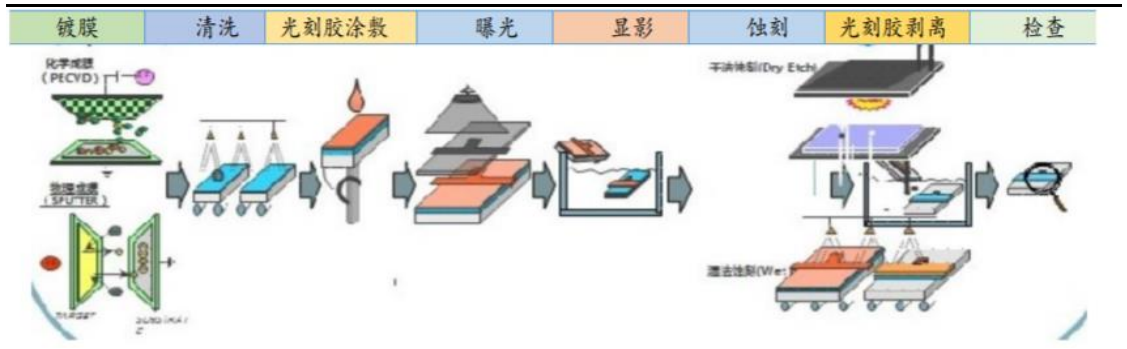 镀膜
清洗
光刻胶涂敷
曝光
显影
蚀刻
光刻胶剥离
检查
化学成膜
(PECVD)
物理成膜
(SPUTTER)
TARGET
干法蚀刻(Dry Etch)
湿法蚀刻(Wet